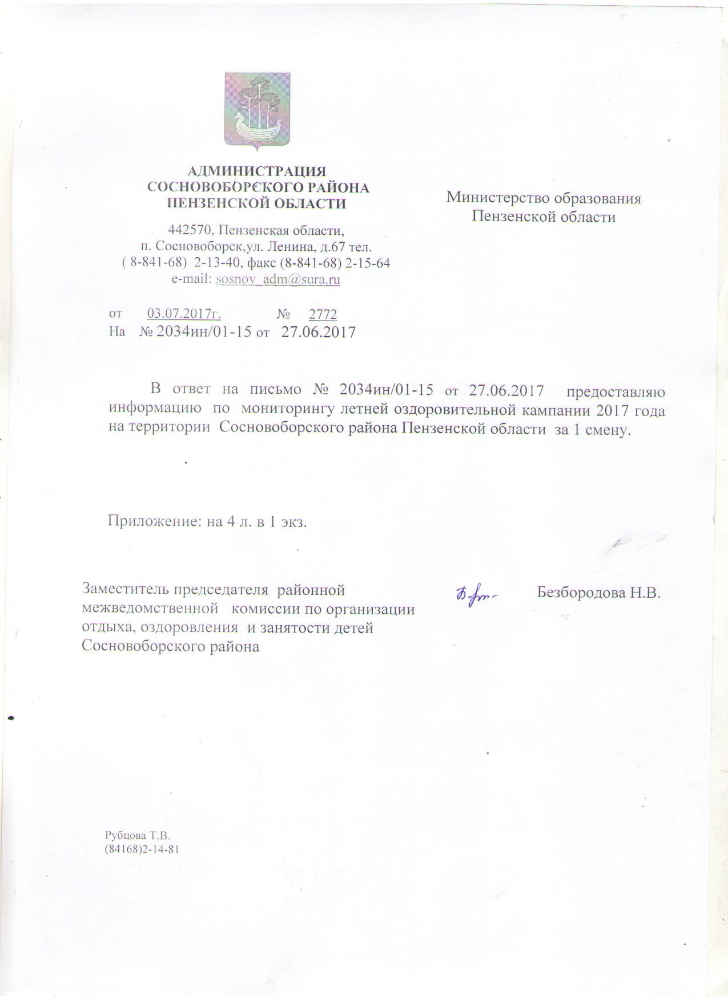 АДМИНИСТРАЦИЯ
СОСНОВОБОРСКОГО РАЙОНА
ПЕНЗЕНСКОЙ ОБЛАСТИ
442570, Пензенская области,
п. Сосновоборск,ул. Ленина, д.67 тел.
( 8-841-68) 2-13-40, факс (8-841-68) 2-15-64
e-mail: sosnov_adm@sura.ru
Министерство образования
Пензенской области
от 03.07.2017г. № 2772
На № 2034ин/01-15 от 27.06.2017
В ответ на письмо № 2034ин/01-15 от 27.06.2017 предоставляю
информацию по мониторингу летней оздоровительной кампании 2017 года
на территории Сосновоборского района Пензенской области за 1 смену.
Приложение: на 4 л. в 1 экз.
Заместитель председателя районной Безбородова Н.В.
межведомственной комиссии по организации
отдыха, оздоровления и занятости детей
Сосновоборского района
Рубцова Т.В.
(84168)2-14-81